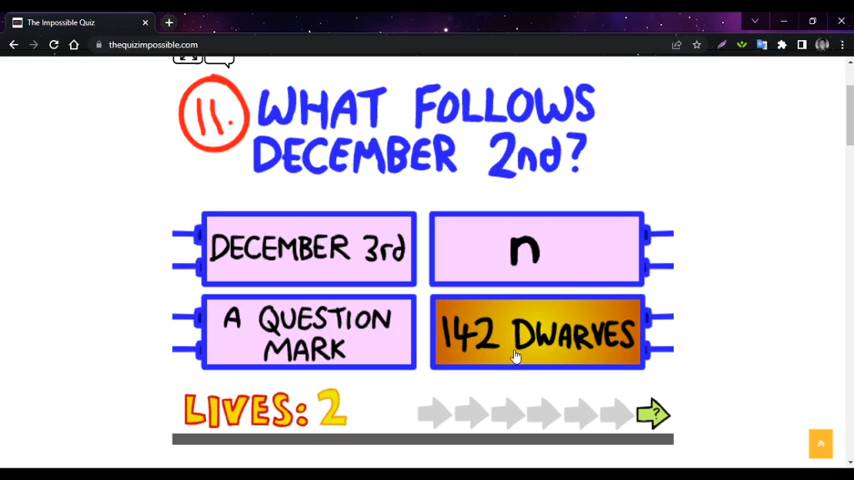 The Impossible Quiz
thequizimpossible.com
11. WHAT FOLLOWS
DECEMBER 2nd?
DECEMBER 3rd
n
A QUESTION
MARK
142 DWARVES
LIVES: 2
?